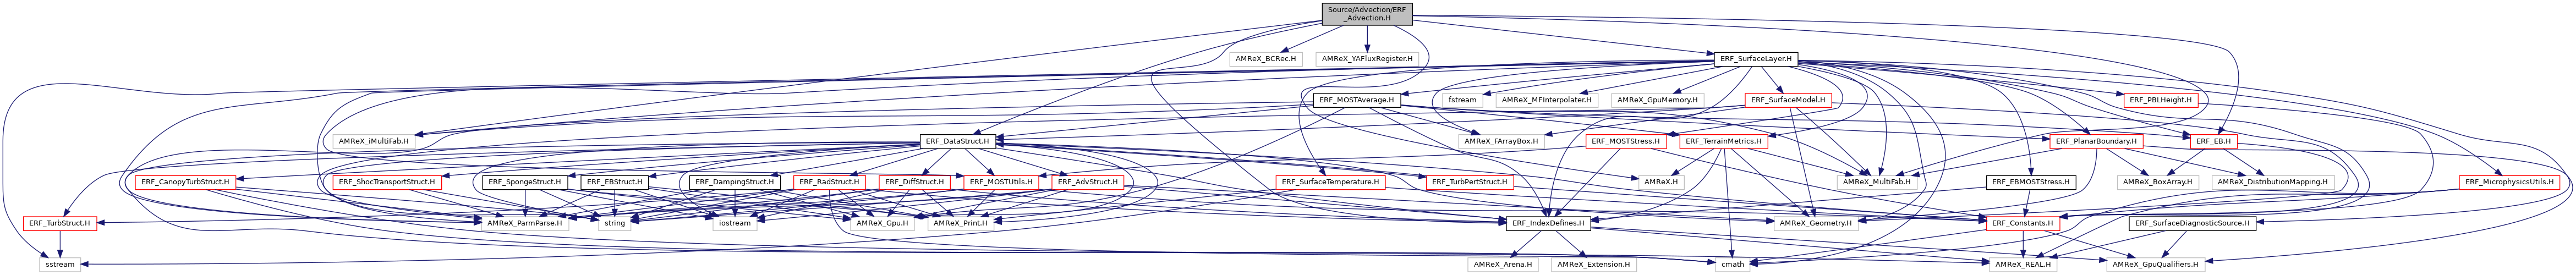 Source/Advection/ERF
_Advection.H
AMReX_BCRec.H
AMReX_YAFluxRegister.H
ERF_SurfaceLayer.H
ERF_MOSTAverage.H
fstream
AMReX_MFInterpolater.H
AMReX_GpuMemory.H
ERF_SurfaceModel.H
ERF_PBLHeight.H
AMReX_iMultiFab.H
ERF_DataStruct.H
AMReX_FArrayBox.H
ERF_MOSTStress.H
ERF_TerrainMetrics.H
ERF_PlanarBoundary.H
ERF_EB.H
ERF_CanopyTurbStruct.H
ERF_ShocTransportStruct.H
ERF_SpongeStruct.H
ERF_EBStruct.H
ERF_DampingStruct.H
ERF_RadStruct.H
ERF_DiffStruct.H
ERF_MOSTUtils.H
ERF_AdvStruct.H
ERF_SurfaceTemperature.H
ERF_TurbPertStruct.H
AMReX.H
AMReX_MultiFab.H
ERF_EBMOSTStress.H
AMReX_BoxArray.H
AMReX_DistributionMapping.H
ERF_MicrophysicsUtils.H
ERF_TurbStruct.H
AMReX_ParmParse.H
string
iostream
AMReX_Gpu.H
AMReX_Print.H
ERF_IndexDefines.H
AMReX_Geometry.H
ERF_Constants.H
ERF_SurfaceDiagnosticSource.H
sstream
AMReX_Arena.H
AMReX_Extension.H
cmath
AMReX_REAL.H
AMReX_GpuQualifiers.H